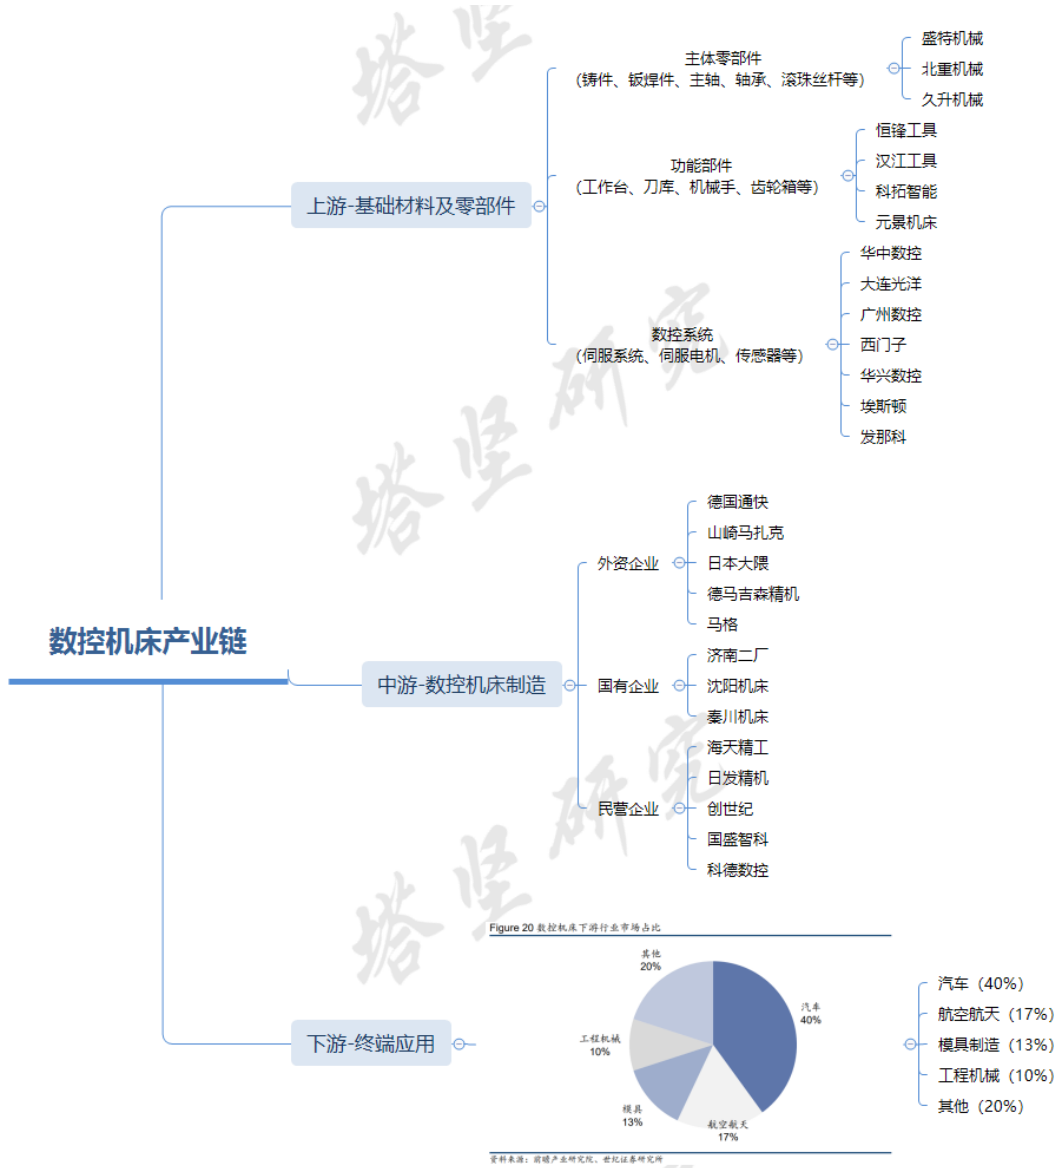 数控机床产业链
上游-基础材料及零部件
主体零部件
（铸件、钣焊件、主轴、轴承、滚珠丝杆等）
盛特机械
北重机械
久升机械
功能部件
（工作台、刀库、机械手、齿轮箱等）
恒锋工具
汉江工具
科拓智能
元景机床
数控系统
（伺服系统、伺服电机、传感器等）
华中数控
大连光洋
广州数控
西门子
华兴数控
埃斯顿
发那科
中游-数控机床制造
外资企业
德国通快
山崎马扎克
日本大隈
德马吉森精机
马格
国有企业
济南二厂
沈阳机床
秦川机床
民营企业
海天精工
日发精机
创世纪
国盛智科
科德数控
下游-终端应用
Figure 20 数控机床下游行业市场占比
其他
20%
汽车
40%
工程机械
10%
模具
13%
航空航天
17%
资料来源：前瞻产业研究院、世纪证券研究所
汽车（40%）
航空航天（17%）
模具制造（13%）
工程机械（10%）
其他（20%）
塔坚
塔坚研究
塔坚研究